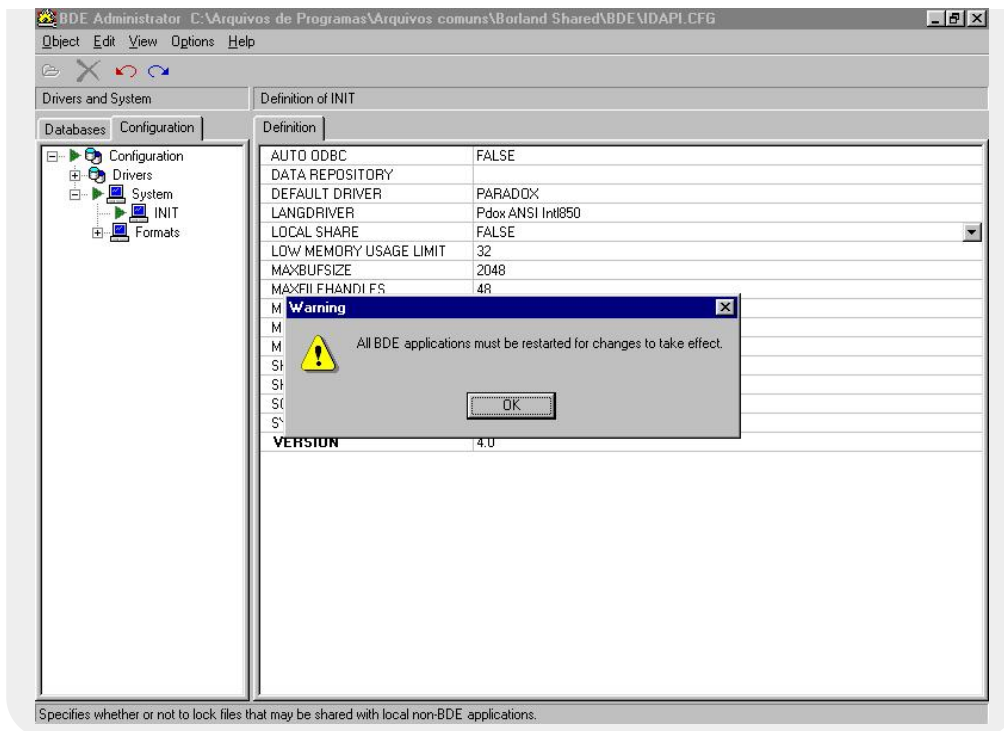 BDE Administrator C:\Arquivos de Programas\Arquivos comuns\Borland Shared\BDE\IDAPI.CFG
Object Edit View Options Help
Drivers and System
Definition of INIT
Databases Configuration
Definition
Configuration
Drivers
System
INIT
Formats
AUTO ODBC FALSE
DATA REPOSITORY
DEFAULT DRIVER PARADOX
LANGDRIVER Pdox ANSI Intl850
LOCAL SHARE FALSE
LOW MEMORY USAGE LIMIT 32
MAXBUFSIZE 2048
MAXFILEHANDLES 48
M
M
M
SH
SH
SQ
SY
VERSION 4.0
Warning
All BDE applications must be restarted for changes to take effect.
OK
Specifies whether or not to lock files that may be shared with local non-BDE applications.